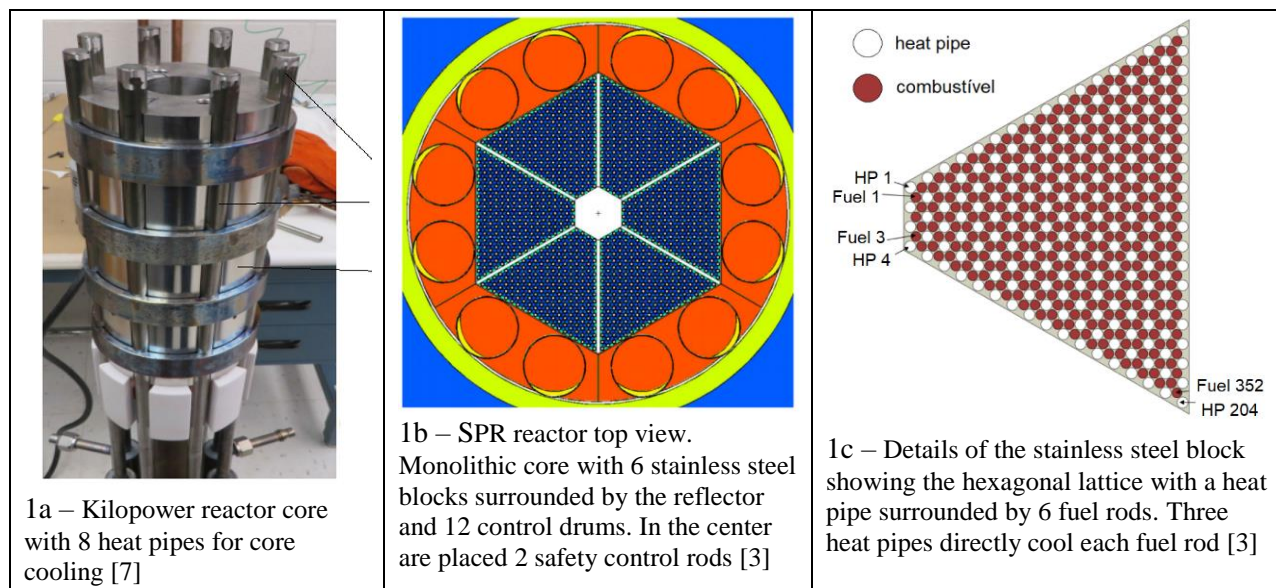 1a – Kilopower reactor core
with 8 heat pipes for core
cooling [7]
1b – SPR reactor top view.
Monolithic core with 6 stainless steel
blocks surrounded by the reflector
and 12 control drums. In the center
are placed 2 safety control rods [3]
heat pipe
combustível
HP 1
Fuel 1
Fuel 3
HP 4
Fuel 352
HP 204
1c – Details of the stainless steel block
showing the hexagonal lattice with a heat
pipe surrounded by 6 fuel rods. Three
heat pipes directly cool each fuel rod [3]